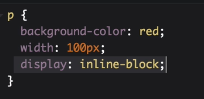 p {
background-color: red;
width: 100px;
display: inline-block;
}